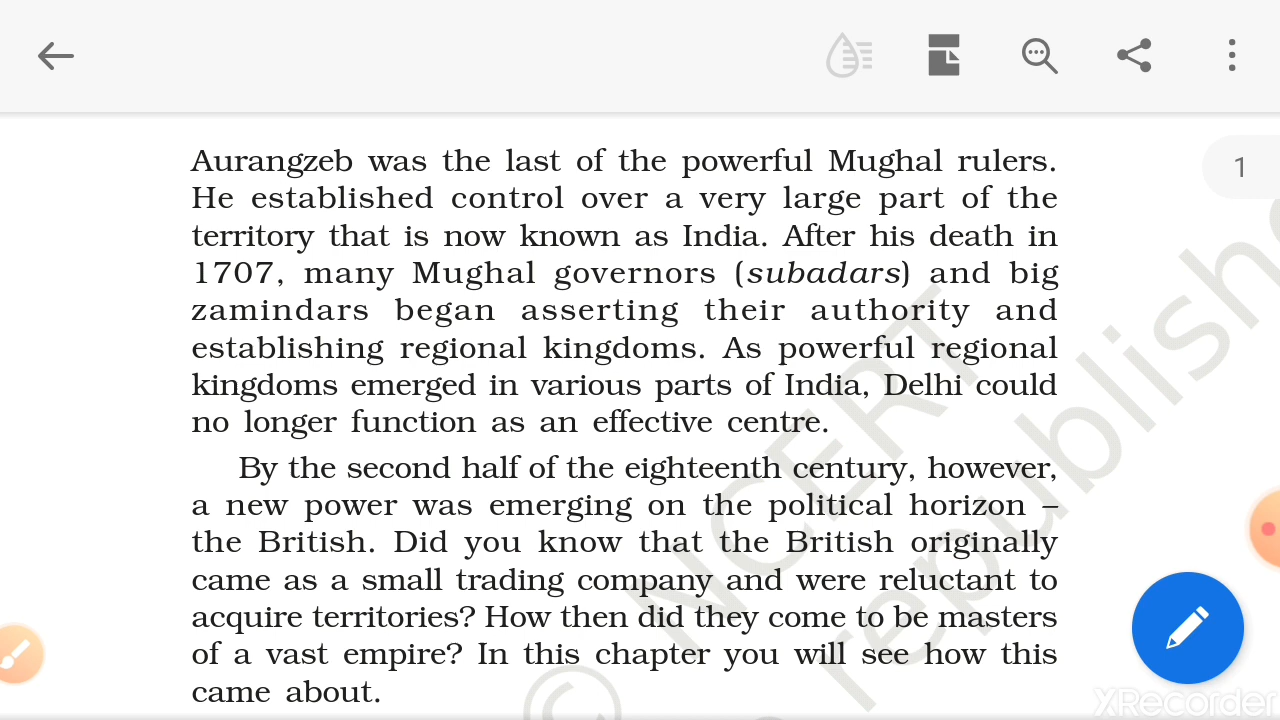 1
Aurangzeb was the last of the powerful Mughal rulers.
He established control over a very large part of the
territory that is now known as India. After his death in
1707, many Mughal governors (subadars) and big
zamindars began asserting their authority and
establishing regional kingdoms. As powerful regional
kingdoms emerged in various parts of India, Delhi could
no longer function as an effective centre.
By the second half of the eighteenth century, however,
a new power was emerging on the political horizon –
the British. Did you know that the British originally
came as a small trading company and were reluctant to
acquire territories? How then did they come to be masters
of a vast empire? In this chapter you will see how this
came about.
© NCERT
republishe
XRecorder